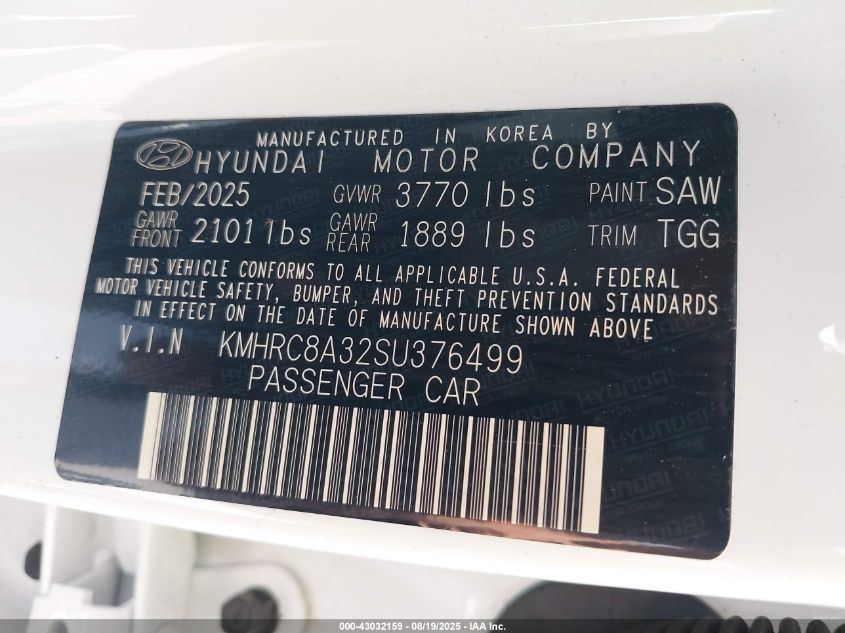 MANUFACTURED IN KOREA BY
HYUNDAI MOTOR COMPANY
FEB/2025 GVWR 3770 lbs PAINT SAW
GAWR FRONT 2101 lbs GAWR REAR 1889 lbs TRIM TGG
THIS VEHICLE CONFORMS TO ALL APPLICABLE U.S.A. FEDERAL
MOTOR VEHICLE SAFETY, BUMPER, AND THEFT PREVENTION STANDARDS
IN EFFECT ON THE DATE OF MANUFACTURE SHOWN ABOVE
V.I.N KMHRC8A32SU376499
PASSENGER CAR
000-43032159 - 08/19/2025 - © IAA, Inc.